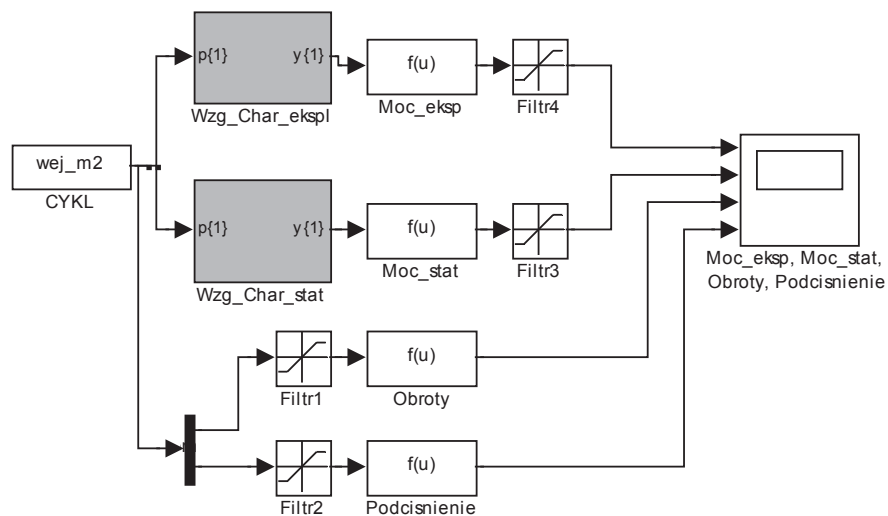 p{1} y{1}
Wzg_Char_ekspl
f(u)
Moc_eksp
Filtr4
wej_m2
CYKL
p{1} y{1}
Wzg_Char_stat
f(u)
Moc_stat
Filtr3
Moc_eksp, Moc_stat,
Obroty, Podcisnienie
Filtr1
f(u)
Obroty
Filtr2
f(u)
Podcisnienie